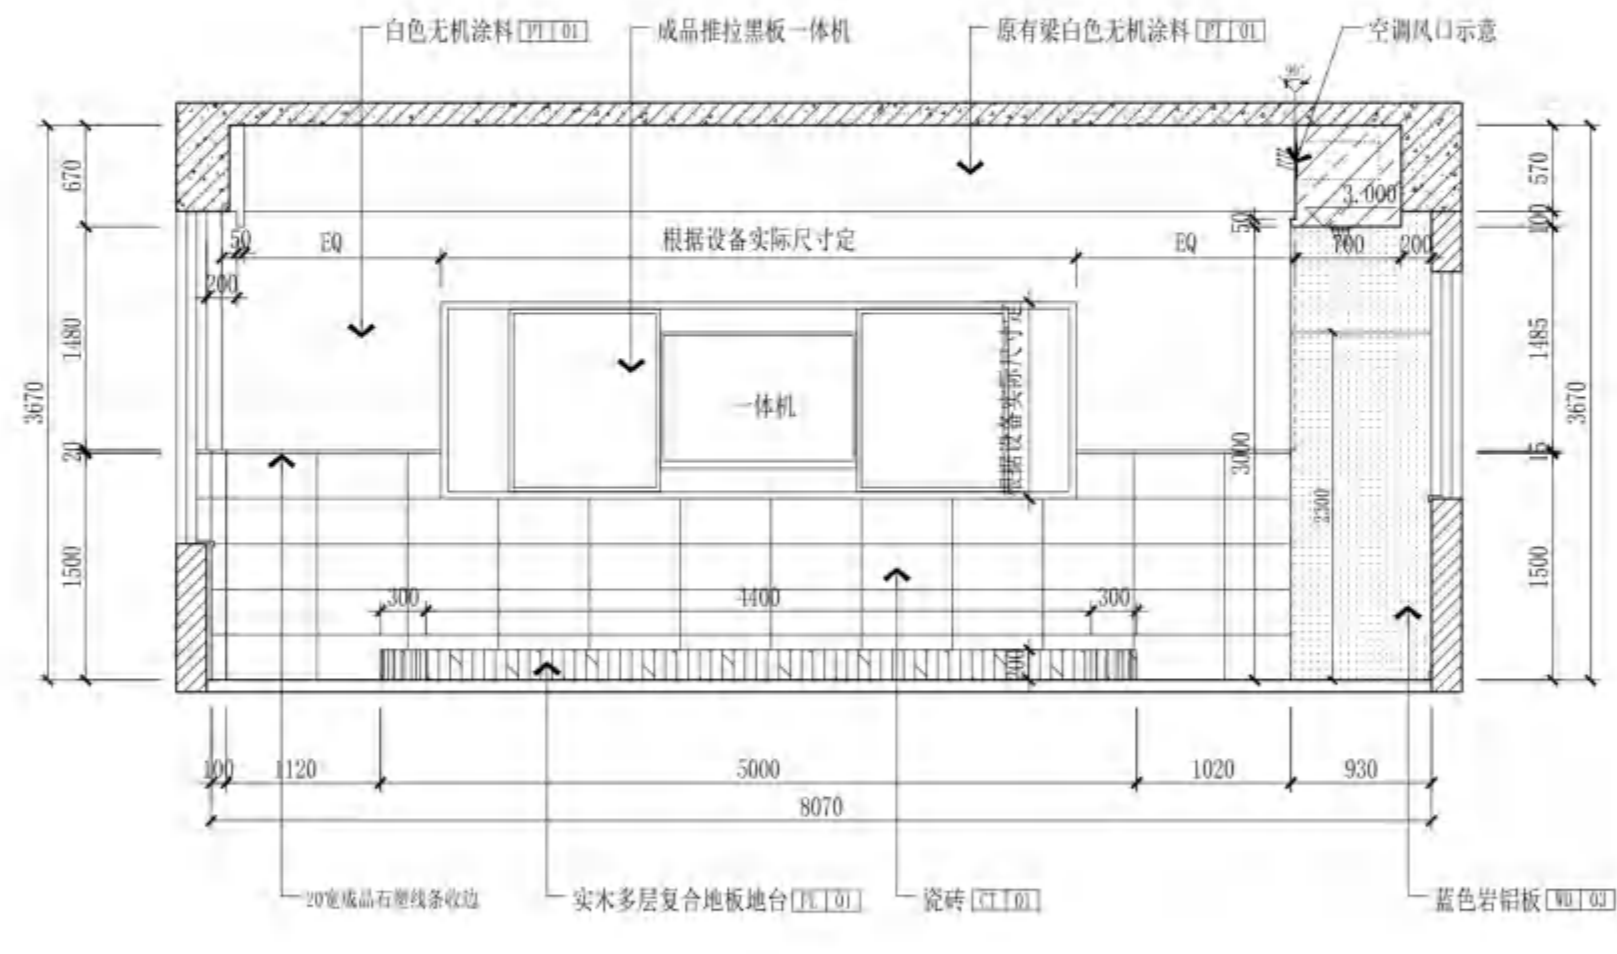 白色无机涂料 PT 01
成品推拉黑板一体机
原有梁白色无机涂料 PT 01
空调风口示意
670
570
3.000
100
50
50
EQ
根据设备实际尺寸定
EQ
700
200
200
1480
1485
3670
3670
一体机
根据设备实际尺寸定
3000
20
15
2300
1500
1500
300
4400
300
200
100
1120
5000
1020
930
8070
20宽成品石塑线条收边
实木多层复合地板地台 FL 01
瓷砖 CT 01
蓝色岩铝板 WD 03